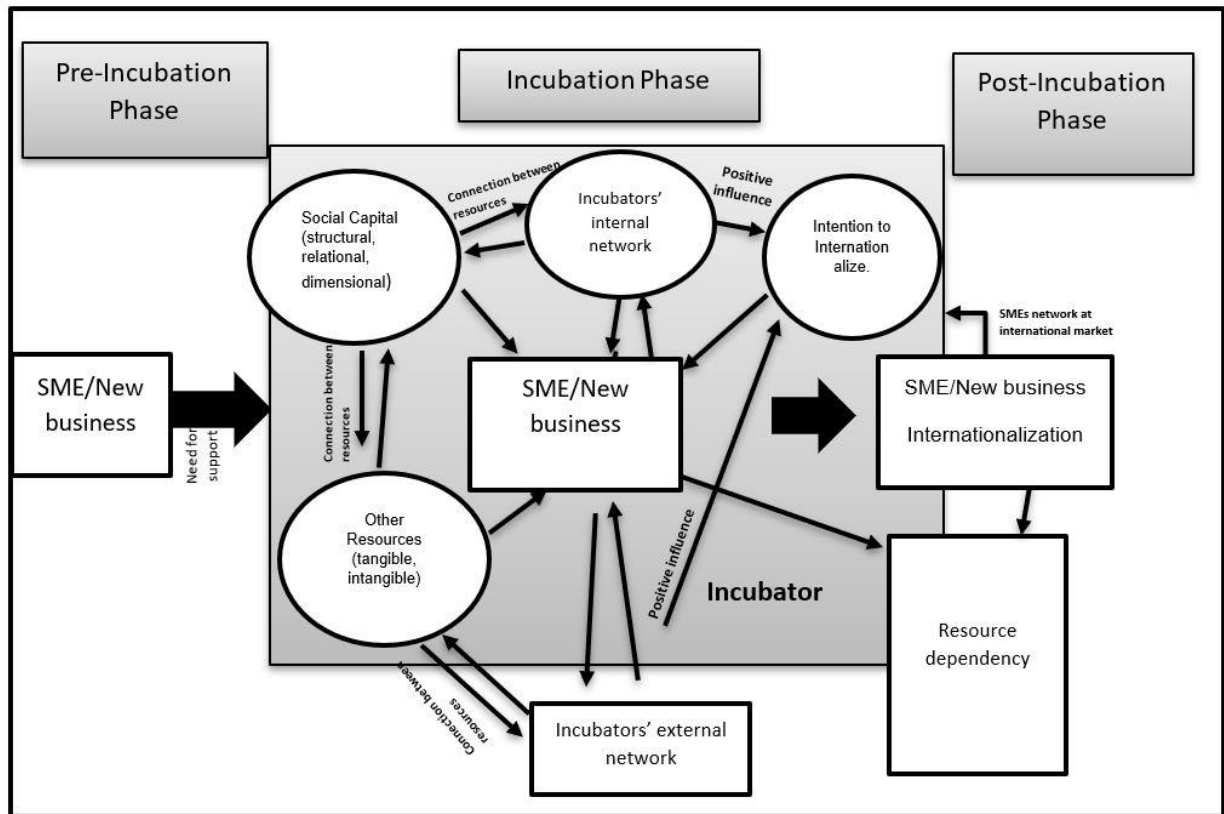 Pre-Incubation
Phase
Incubation Phase
Post-Incubation
Phase
Social Capital
(structural,
relational,
dimensional)
Connection between
resources
Incubators’
internal
network
Positive
influence
Intention to
Internation
alize.
SMEs network at
international market
SME/New
business
Need for
support
Connection between
resources
SME/New
business
SME/New business
Internationalization
Other
Resources
(tangible,
intangible)
Positive influence
Incubator
Resource
dependency
Connection between
resources
Incubators’ external
network